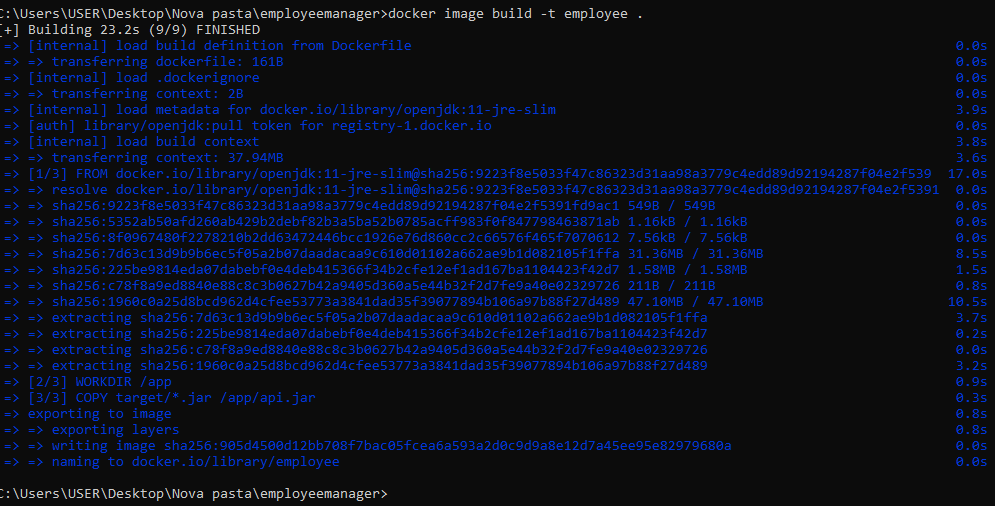 C:\Users\USER\Desktop\Nova pasta\employeemanager>docker image build -t employee .
[+] Building 23.2s (9/9) FINISHED
=> [internal] load build definition from Dockerfile 0.0s
=> => transferring dockerfile: 161B 0.0s
=> [internal] load .dockerignore 0.0s
=> => transferring context: 2B 0.0s
=> [internal] load metadata for docker.io/library/openjdk:11-jre-slim 3.9s
=> [auth] library/openjdk:pull token for registry-1.docker.io 0.0s
=> [internal] load build context 3.8s
=> => transferring context: 37.94MB 3.6s
=> [1/3] FROM docker.io/library/openjdk:11-jre-slim@sha256:9223f8e5033f47c86323d31aa98a3779c4edd89d92194287f04e2f539 17.0s
=> => resolve docker.io/library/openjdk:11-jre-slim@sha256:9223f8e5033f47c86323d31aa98a3779c4edd89d92194287f04e2f5391 0.0s
=> => sha256:9223f8e5033f47c86323d31aa98a3779c4edd89d92194287f04e2f5391fd9ac1 549B / 549B 0.0s
=> => sha256:5352ab50afd260ab429b2debf82b3a5ba52b0785acff983f0f847798463871ab 1.16kB / 1.16kB 0.0s
=> => sha256:8f0967480f2278210b2dd63472446bcc1926e76d860cc2c66576f465f7070612 7.56kB / 7.56kB 0.0s
=> => sha256:7d63c13d9b9b6ec5f05a2b07daadacaa9c610d01102a662ae9b1d082105f1ffa 31.36MB / 31.36MB 8.5s
=> => sha256:225be9814eda07dabebf0e4deb415366f34b2cfe12ef1ad167ba1104423f42d7 1.58MB / 1.58MB 1.5s
=> => sha256:c78f8a9ed8840e88c8c3b0627b42a9405d360a5e44b32f2d7fe9a40e02329726 211B / 211B 0.8s
=> => sha256:1960c0a25d8bcd962d4cfee53773a3841dad35f39077894b106a97b88f27d489 47.10MB / 47.10MB 10.5s
=> => extracting sha256:7d63c13d9b9b6ec5f05a2b07daadacaa9c610d01102a662ae9b1d082105f1ffa 3.7s
=> => extracting sha256:225be9814eda07dabebf0e4deb415366f34b2cfe12ef1ad167ba1104423f42d7 0.2s
=> => extracting sha256:c78f8a9ed8840e88c8c3b0627b42a9405d360a5e44b32f2d7fe9a40e02329726 0.0s
=> => extracting sha256:1960c0a25d8bcd962d4cfee53773a3841dad35f39077894b106a97b88f27d489 3.2s
=> [2/3] WORKDIR /app 0.9s
=> [3/3] COPY target/*.jar /app/api.jar 0.3s
=> exporting to image 0.8s
=> => exporting layers 0.8s
=> => writing image sha256:905d4500d12bb708f7bac05fcea6a593a2d0c9d9a8e12d7a45ee95e82979680a 0.0s
=> => naming to docker.io/library/employee 0.0s
C:\Users\USER\Desktop\Nova pasta\employeemanager>